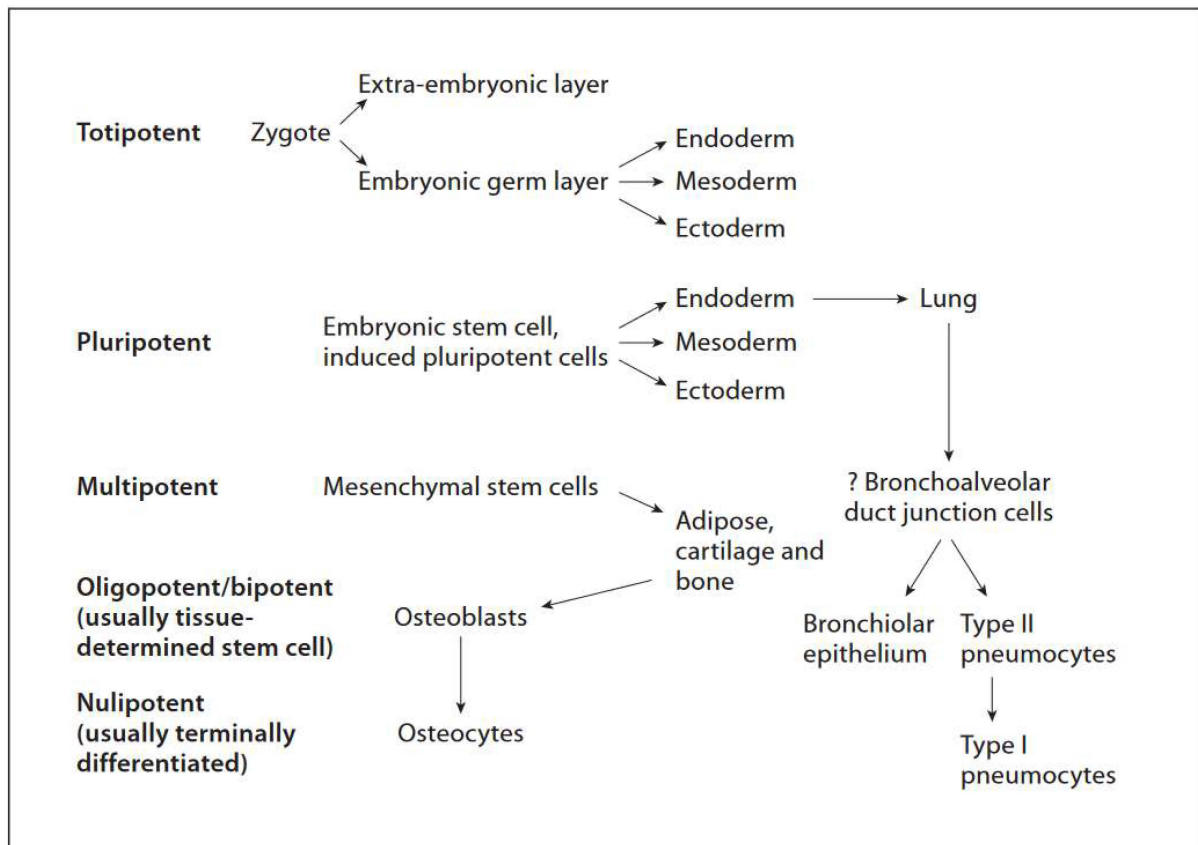 Extra-embryonic layer
Totipotent
Zygote
Endoderm
Embryonic germ layer
Mesoderm
Ectoderm
Pluripotent
Embryonic stem cell,
induced pluripotent cells
Endoderm
Lung
Mesoderm
Ectoderm
Multipotent
Mesenchymal stem cells
? Bronchoalveolar
duct junction cells
Adipose,
cartilage and
bone
Oligopotent/bipotent
(usually tissue-
determined stem cell)
Osteoblasts
Bronchiolar
epithelium
Type II
pneumocytes
Nulipotent
(usually terminally
differentiated)
Osteocytes
Type I
pneumocytes